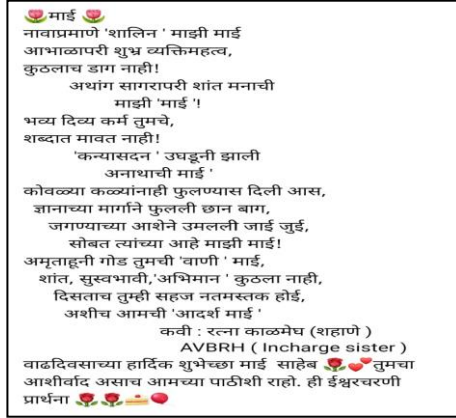 🌷माई 🌷
नावाप्रमाणे 'शालिन ' माझी माई
आभाळापरी शुभ्र व्यक्तिमहत्व,
कुठलाच डाग नाही!
अथांग सागरापरी शांत मनाची
माझी 'माई '!
भव्य दिव्य कर्म तुमचे,
शब्दात मावत नाही!
'कन्यासदन ' उघडूनी झाली
अनाथाची माई '
कोवळ्या कळ्यांनाही फुलण्यास दिली आस,
ज्ञानाच्या मार्गाने फुलली छान बाग,
जगण्याच्या आशेने उमलली जाई जुई,
सोबत त्यांच्या आहे माझी माई!
अमृताहूनी गोड तुमची 'वाणी ' माई,
शांत, सुस्वभावी,'अभिमान ' कुठला नाही,
दिसताच तुम्ही सहज नतमस्तक होई,
अशीच आमची 'आदर्श माई '
कवी : रत्ना काळमेघ (शहाणे )
AVBRH ( Incharge sister )
वाढदिवसाच्या हार्दिक शुभेच्छा माई साहेब 🌹💕तुमचा
आशीर्वाद असाच आमच्या पाठीशी राहो. ही ईश्वरचरणी
प्रार्थना 🌹🌹🍰🎈